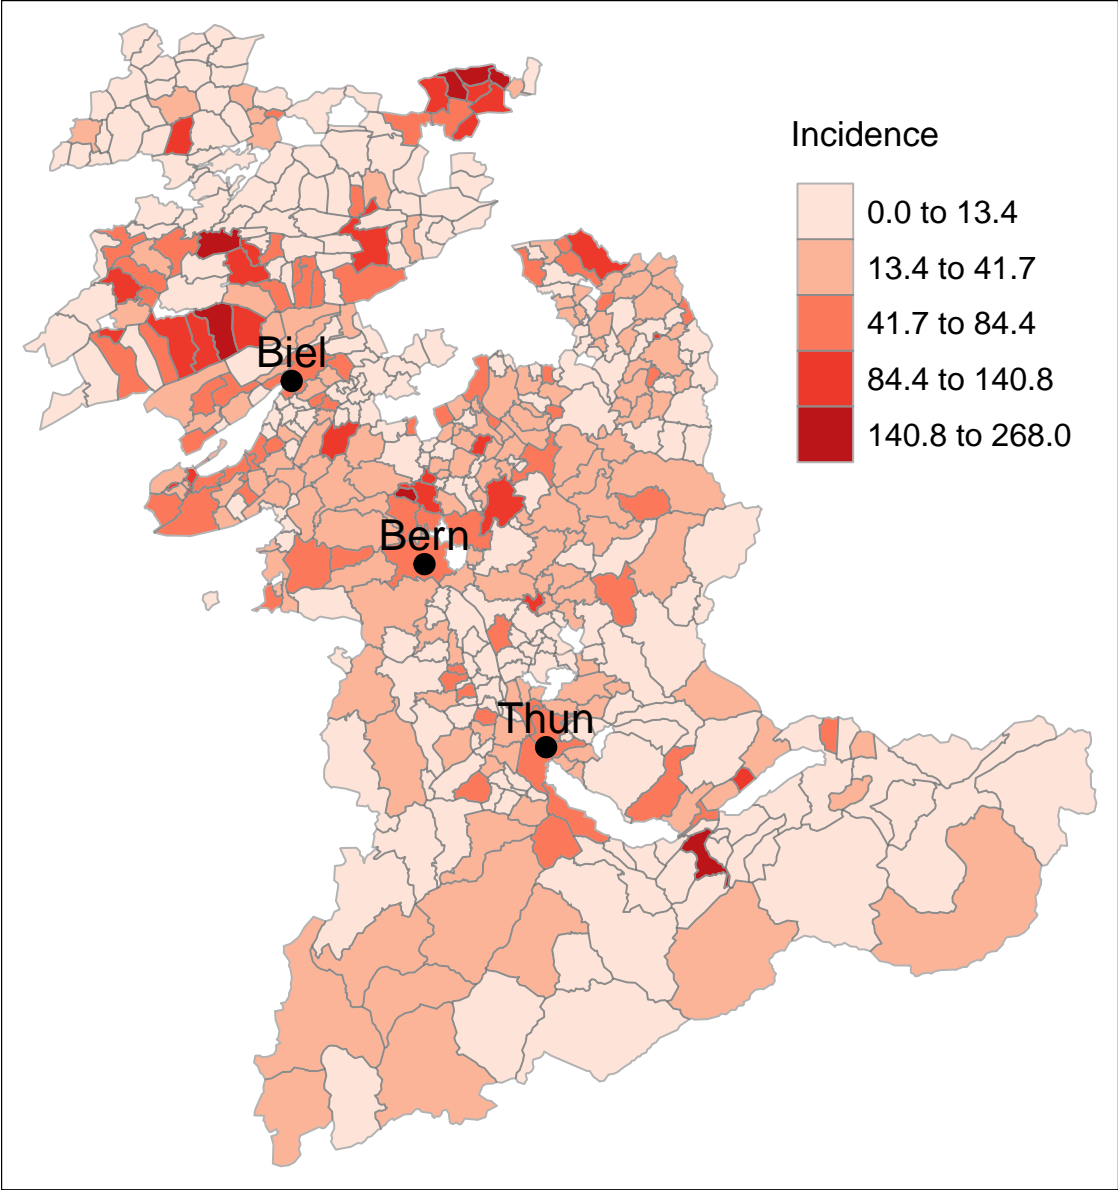 Incidence
0.0 to 13.4
13.4 to 41.7
41.7 to 84.4
84.4 to 140.8
140.8 to 268.0
Biel
Bern
Thun